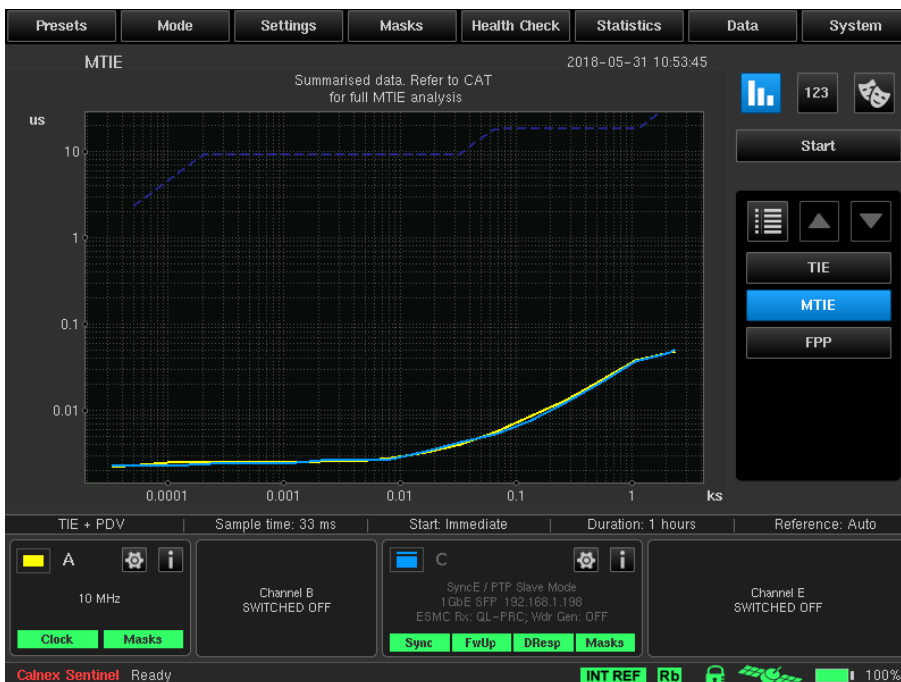 Presets Mode Settings Masks Health Check Statistics Data System
MTIE 2018-05-31 10:53:45
Summarised data. Refer to CAT
for full MTIE analysis
123
us
Start
10
1
TIE
MTIE
0.1
FPP
0.01
0.0001 0.001 0.01 0.1 1 ks
TIE + PDV | Sample time: 33 ms | Start: Immediate | Duration: 1 hours | Reference: Auto
A i C i
10 MHz
Channel B
SWITCHED OFF
SyncE / PTP Slave Mode
1GbE SFP 192.168.1.198
ESMC Rx: QL-PRC; Wdr Gen: OFF
Channel E
SWITCHED OFF
Clock Masks Sync FwUp DResp Masks
Calnex Sentinel Ready INT REF Rb 100%